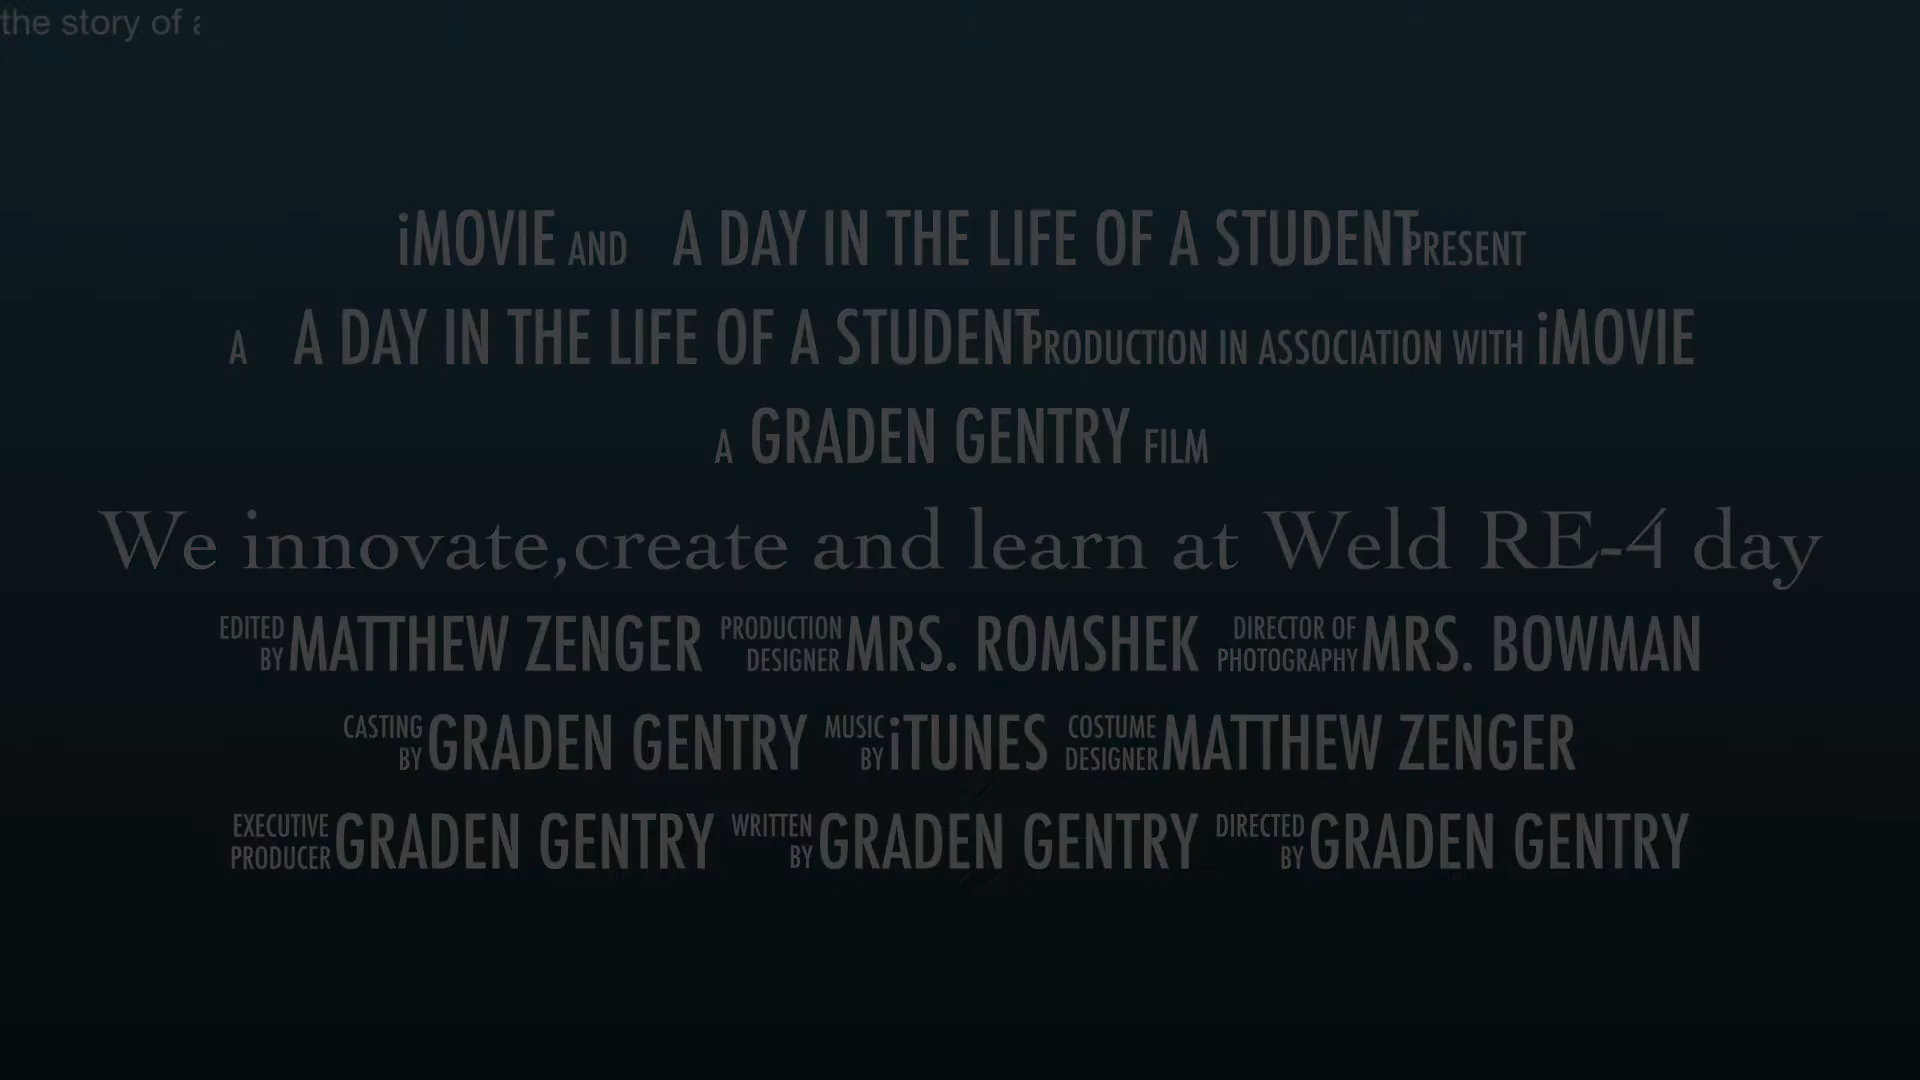 the story of
iMOVIE AND A DAY IN THE LIFE OF A STUDENT PRESENT
A A DAY IN THE LIFE OF A STUDENT PRODUCTION IN ASSOCIATION WITH iMOVIE
A GRADEN GENTRY FILM
We innovate,create and learn at Weld RE-4 day
EDITED BY MATTHEW ZENGER PRODUCTION DESIGNER MRS. ROMSHEK DIRECTOR OF PHOTOGRAPHY MRS. BOWMAN
CASTING BY GRADEN GENTRY MUSIC BY iTUNES COSTUME DESIGNER MATTHEW ZENGER
EXECUTIVE PRODUCER GRADEN GENTRY WRITTEN BY GRADEN GENTRY DIRECTED BY GRADEN GENTRY